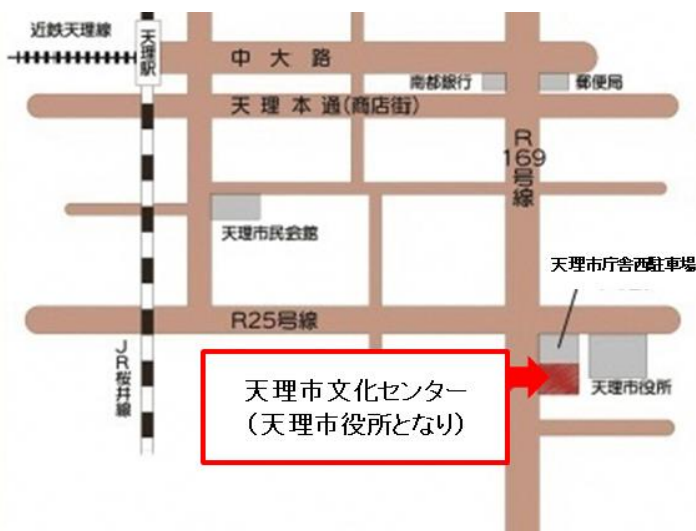 近鉄天理線
天理駅
中大路
南都銀行
郵便局
天理本通(商店街)
R
169
号線
天理市民会館
天理市庁舎西駐車場
R25号線
JR桜井線
天理市文化センター
(天理市役所となり)
天理市役所